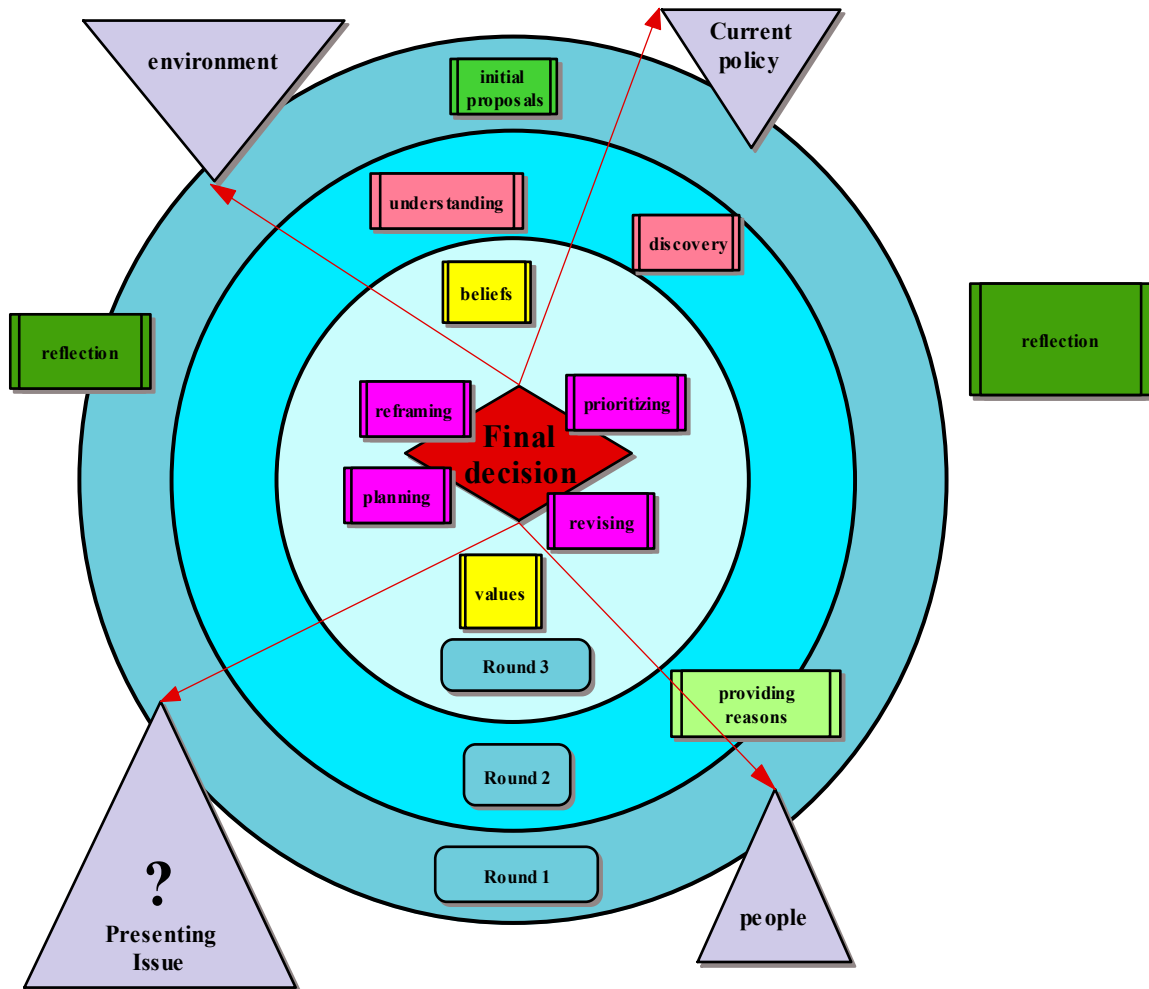 environment
Current
policy
initial
proposals
understanding
discovery
beliefs
reflection
reflection
reframing
prioritizing
Final
decision
planning
revising
values
Round 3
providing
reasons
Round 2
Round 1
?
Presenting
Issue
people